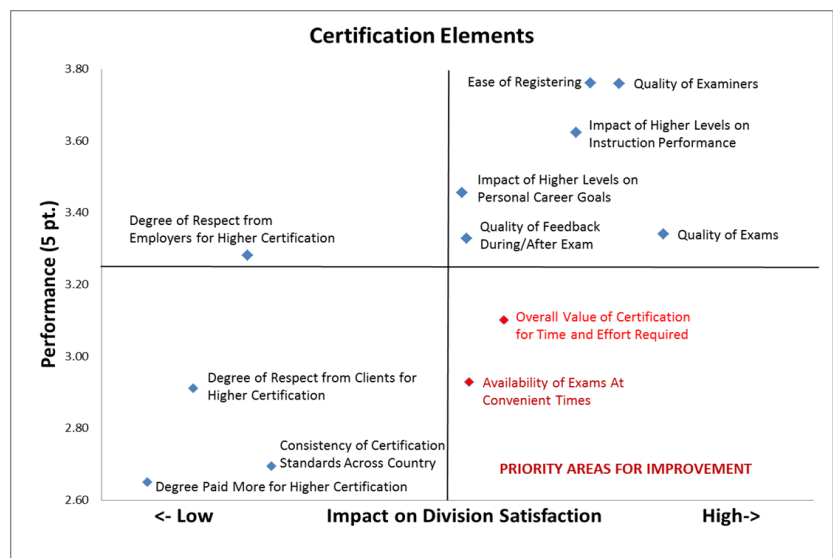 Certification Elements
3.80
3.60
3.40
3.20
3.00
2.80
2.60
Performance (5 pt.)
Ease of Registering
Quality of Examiners
Impact of Higher Levels on
Instruction Performance
Impact of Higher Levels on
Personal Career Goals
Degree of Respect from
Employers for Higher Certification
Quality of Feedback
During/After Exam
Quality of Exams
Overall Value of Certification
for Time and Effort Required
Degree of Respect from Clients for
Higher Certification
Availability of Exams At
Convenient Times
Consistency of Certification
Standards Across Country
Degree Paid More for Higher Certification
PRIORITY AREAS FOR IMPROVEMENT
<- Low
Impact on Division Satisfaction
High->